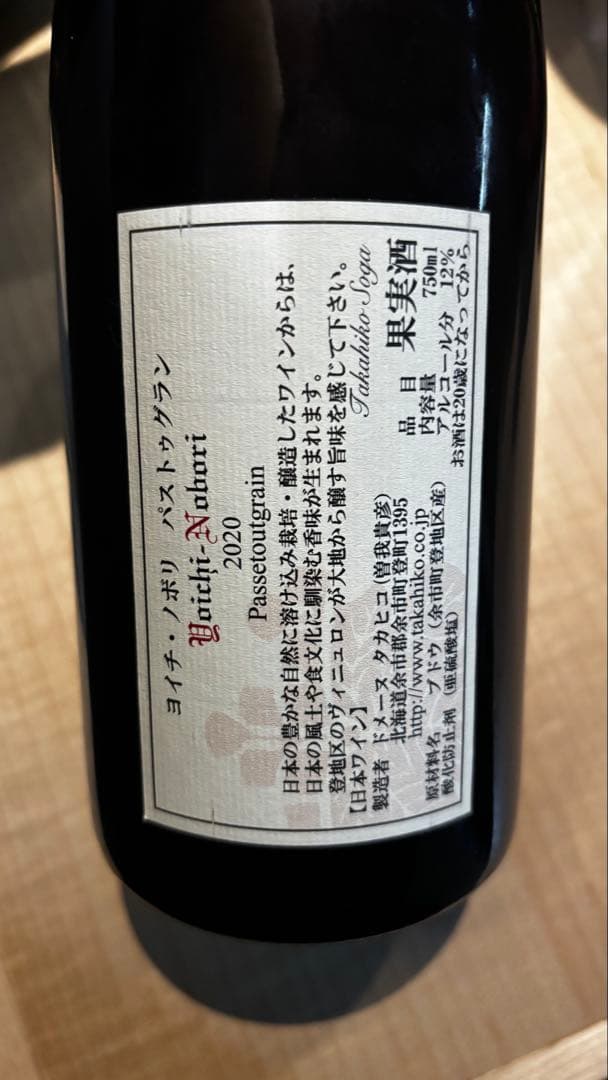 ヨイチ・ノボリ　パストゥグラン
Yoichi-Nobori
2020
Passetoutgrain
日本の豊かな自然に溶け込み栽培・醸造したワインからは、
日本の風土や食文化に馴染む香味が生まれます。
登地区のヴィニュロンが大地から醸す旨味を感じて下さい。
Takahiko Soga
【日本ワイン】
製造者　ドメーヌ タカヒコ(曽我貴彦)
北海道余市郡余市町登町1395
http://www.takahiko.co.jp
原材料名　ブドウ（余市町登地区産）
酸化防止剤（亜硫酸塩）
品　目　果実酒
内容量　750ml
アルコール分　12%
お酒は20歳になってから